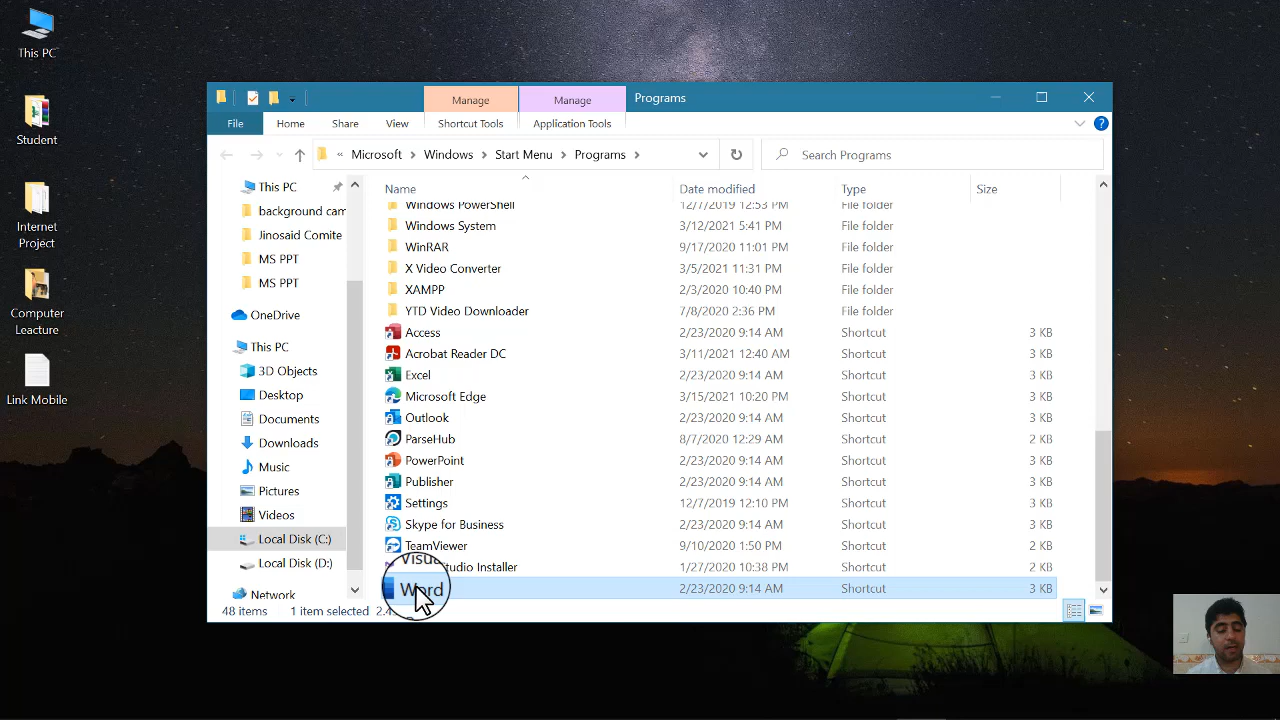 This PC
Student
Internet
Project
Computer
Leacture
Link Mobile
Manage
Manage
Programs
File
Home
Share
View
Shortcut Tools
Application Tools
?
« Microsoft > Windows > Start Menu > Programs >
Search Programs
This PC
background cam
Jinosaid Comite
MS PPT
MS PPT
OneDrive
This PC
3D Objects
Desktop
Documents
Downloads
Music
Pictures
Videos
Local Disk (C:)
Local Disk (D:)
Network
Name Date modified Type Size
Windows PowerShell 12/7/2019 12:53 PM File folder
Windows System 3/12/2021 5:41 PM File folder
WinRAR 9/17/2020 11:01 PM File folder
X Video Converter 3/5/2021 11:31 PM File folder
XAMPP 2/3/2020 10:40 PM File folder
YTD Video Downloader 7/8/2020 2:36 PM File folder
Access 2/23/2020 9:14 AM Shortcut 3 KB
Acrobat Reader DC 3/11/2021 12:40 AM Shortcut 3 KB
Excel 2/23/2020 9:14 AM Shortcut 3 KB
Microsoft Edge 3/15/2021 10:20 PM Shortcut 3 KB
Outlook 2/23/2020 9:14 AM Shortcut 3 KB
ParseHub 8/7/2020 12:29 AM Shortcut 2 KB
PowerPoint 2/23/2020 9:14 AM Shortcut 3 KB
Publisher 2/23/2020 9:14 AM Shortcut 3 KB
Settings 12/7/2019 12:10 PM Shortcut 3 KB
Skype for Business 2/23/2020 9:14 AM Shortcut 3 KB
TeamViewer 9/10/2020 1:50 PM Shortcut 2 KB
Installer 1/27/2020 10:38 PM Shortcut 2 KB
Word 2/23/2020 9:14 AM Shortcut 3 KB
48 items 1 item selected 2.4